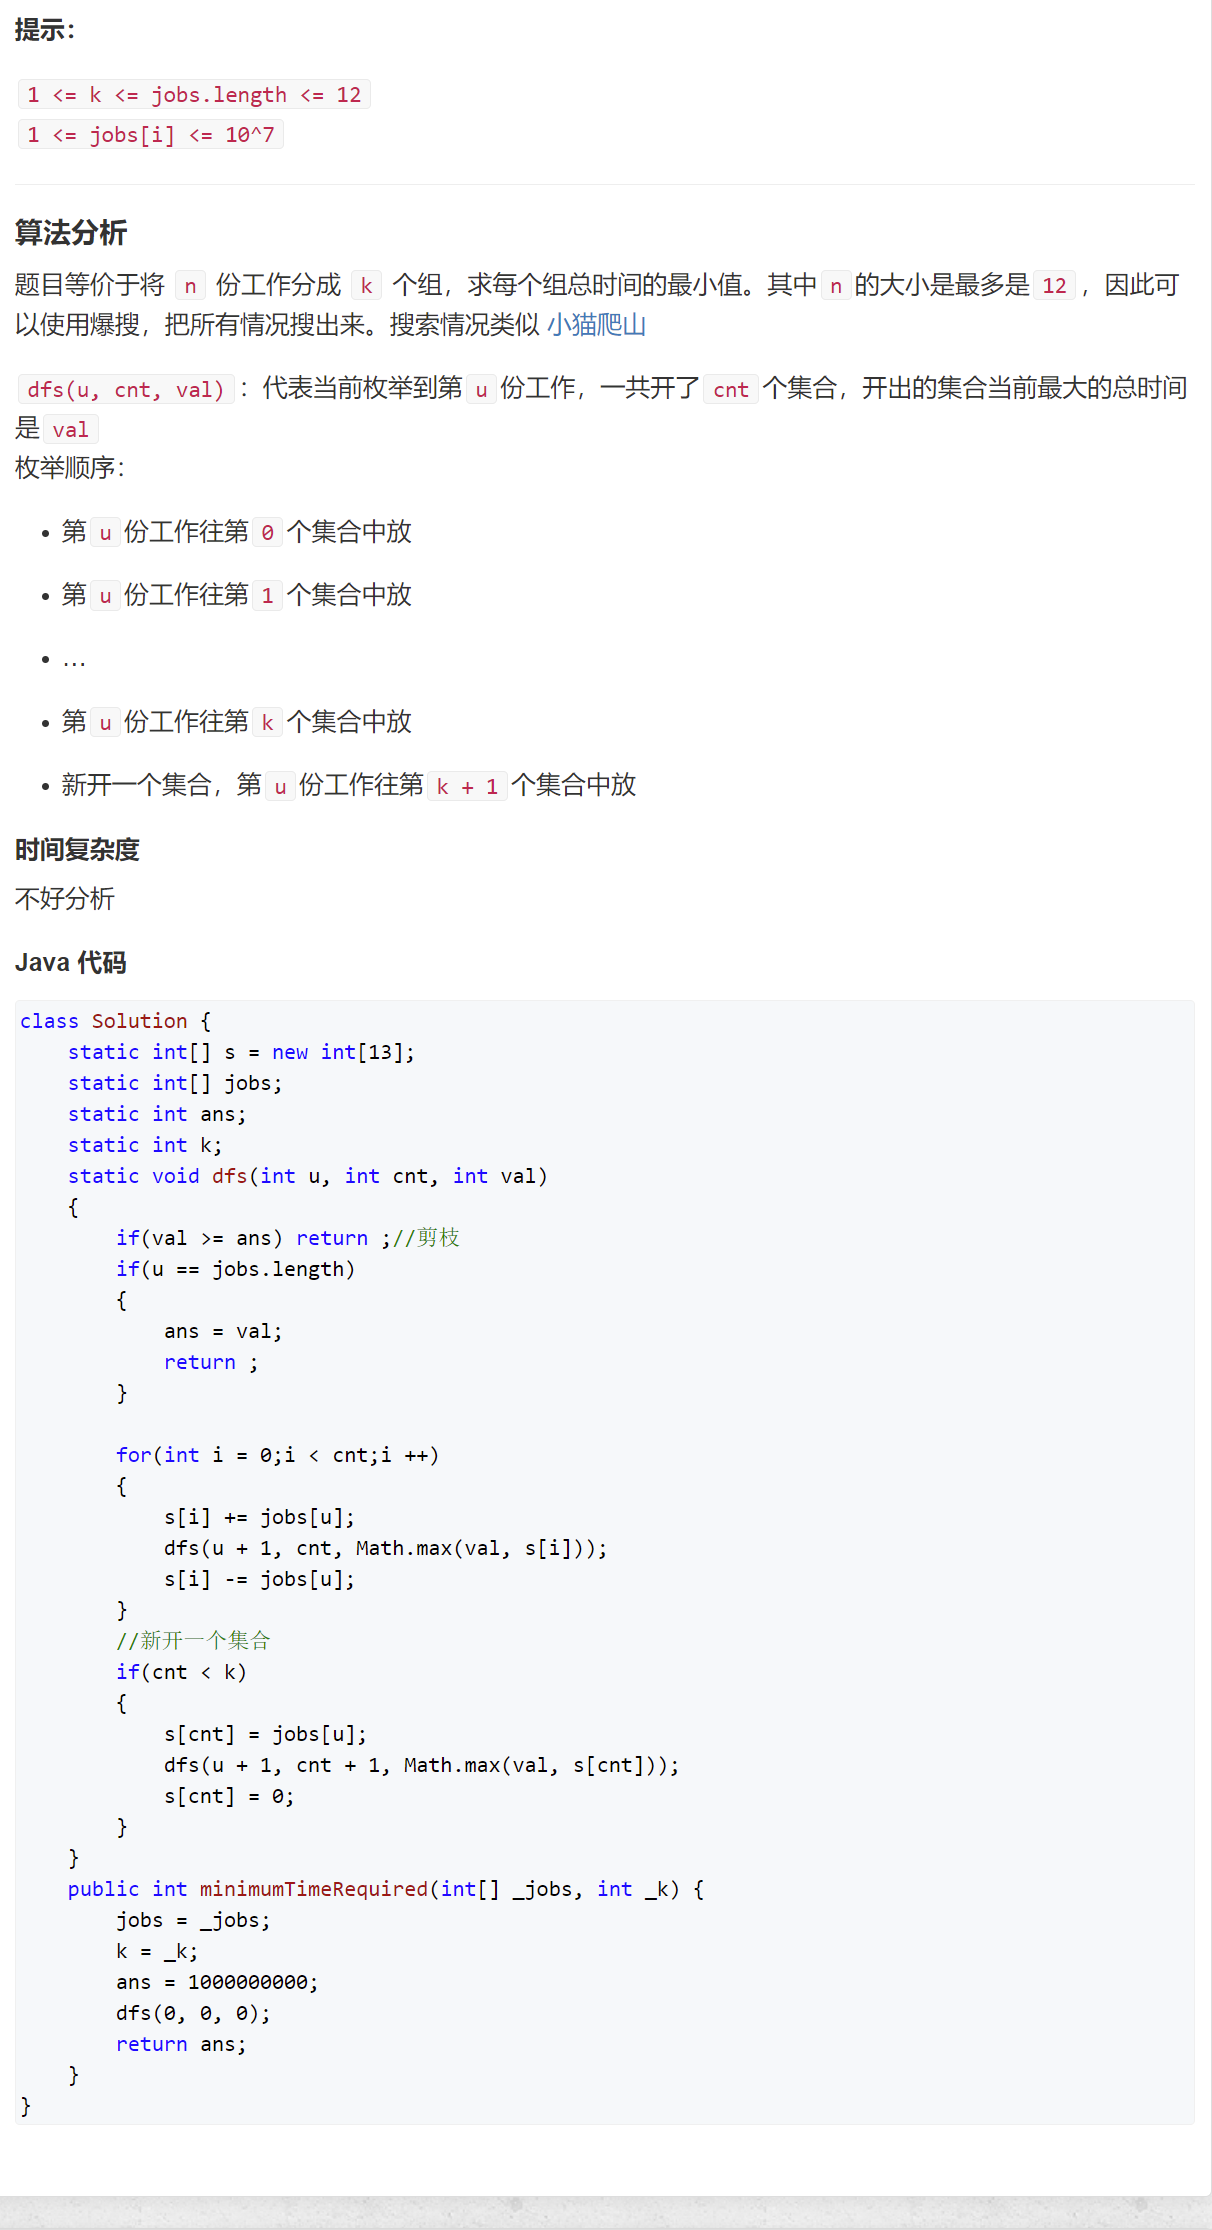 提示：
1 <= k <= jobs.length <= 12
1 <= jobs[i] <= 10^7
算法分析
题目等价于将 n 份工作分成 k 个组，求每个组总时间的最小值。其中 n 的大小是最多是 12 ，因此可
以使用爆搜，把所有情况搜出来。搜索情况类似 小猫爬山
dfs(u, cnt, val) ：代表当前枚举到第 u 份工作，一共开了 cnt 个集合，开出的集合当前最大的总时间
是 val
枚举顺序：
• 第 u 份工作往第 0 个集合中放
• 第 u 份工作往第 1 个集合中放
• …
• 第 u 份工作往第 k 个集合中放
• 新开一个集合，第 u 份工作往第 k + 1 个集合中放
时间复杂度
不好分析
Java 代码
class Solution {
    static int[] s = new int[13];
    static int[] jobs;
    static int ans;
    static int k;
    static void dfs(int u, int cnt, int val)
    {
        if(val >= ans) return ;//剪枝
        if(u == jobs.length)
        {
            ans = val;
            return ;
        }
        for(int i = 0;i < cnt;i ++)
        {
            s[i] += jobs[u];
            dfs(u + 1, cnt, Math.max(val, s[i]));
            s[i] -= jobs[u];
        }
        //新开一个集合
        if(cnt < k)
        {
            s[cnt] = jobs[u];
            dfs(u + 1, cnt + 1, Math.max(val, s[cnt]));
            s[cnt] = 0;
        }
    }
    public int minimumTimeRequired(int[] _jobs, int _k) {
        jobs = _jobs;
        k = _k;
        ans = 1000000000;
        dfs(0, 0, 0);
        return ans;
    }
}